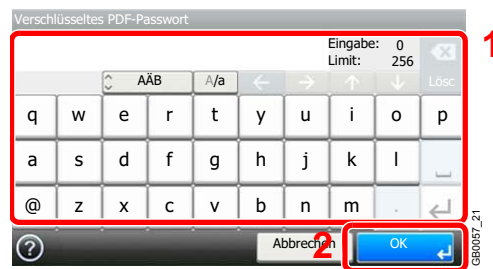 Verschlüsseltes PDF-Passwort
1
Eingabe: 0
Limit: 256
AÄB A/a Lösc
q w e r t y u i o p
a s d f g h j k l
@ z x c v b n m .
? Abbrechen 2 OK
GB0057_21